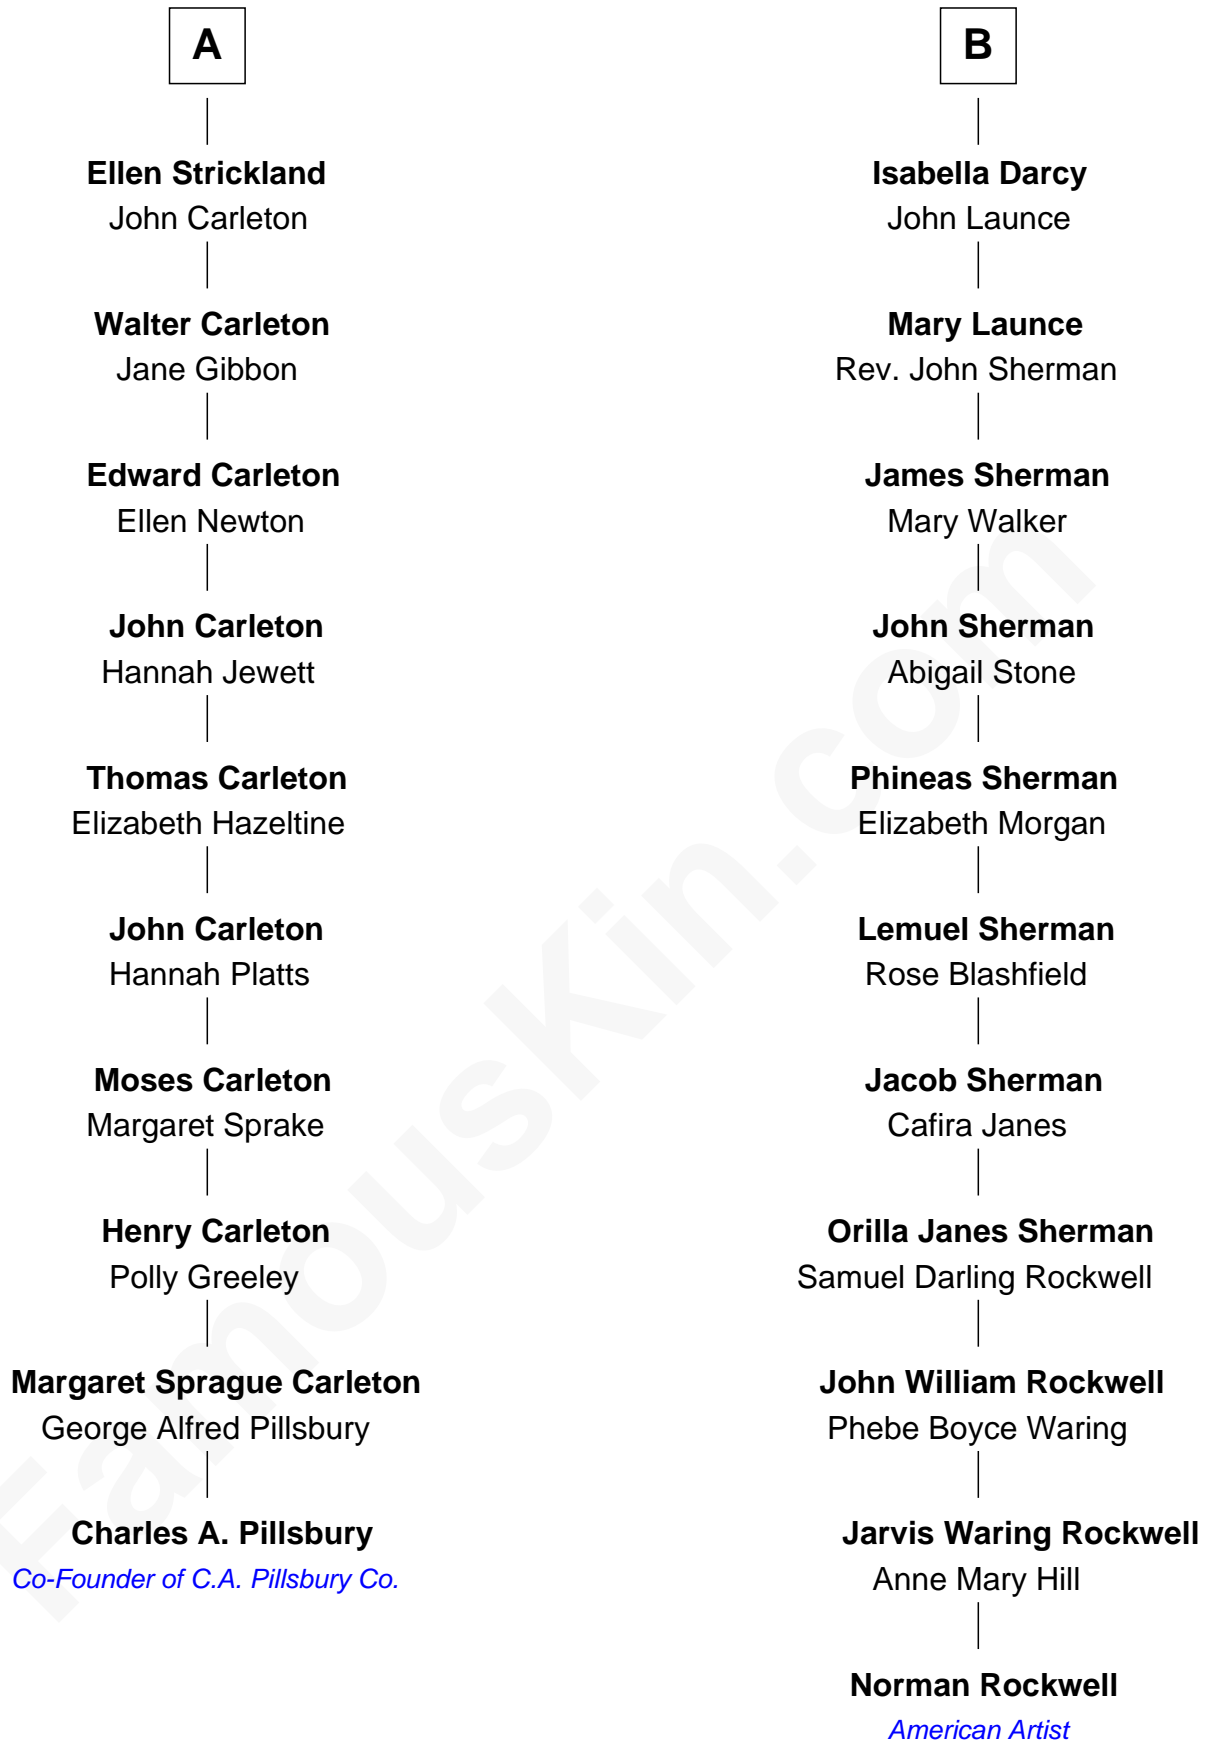 A
Ellen Strickland
John Carleton
Walter Carleton
Jane Gibbon
Edward Carleton
Ellen Newton
John Carleton
Hannah Jewett
Thomas Carleton
Elizabeth Hazeltine
John Carleton
Hannah Platts
Moses Carleton
Margaret Sprake
Henry Carleton
Polly Greeley
Margaret Sprague Carleton
George Alfred Pillsbury
Charles A. Pillsbury
Co-Founder of C.A. Pillsbury Co.
B
Isabella Darcy
John Launce
Mary Launce
Rev. John Sherman
James Sherman
Mary Walker
John Sherman
Abigail Stone
Phineas Sherman
Elizabeth Morgan
Lemuel Sherman
Rose Blashfield
Jacob Sherman
Cafira Janes
Orilla Janes Sherman
Samuel Darling Rockwell
John William Rockwell
Phebe Boyce Waring
Jarvis Waring Rockwell
Anne Mary Hill
Norman Rockwell
American Artist
FamousKin.com